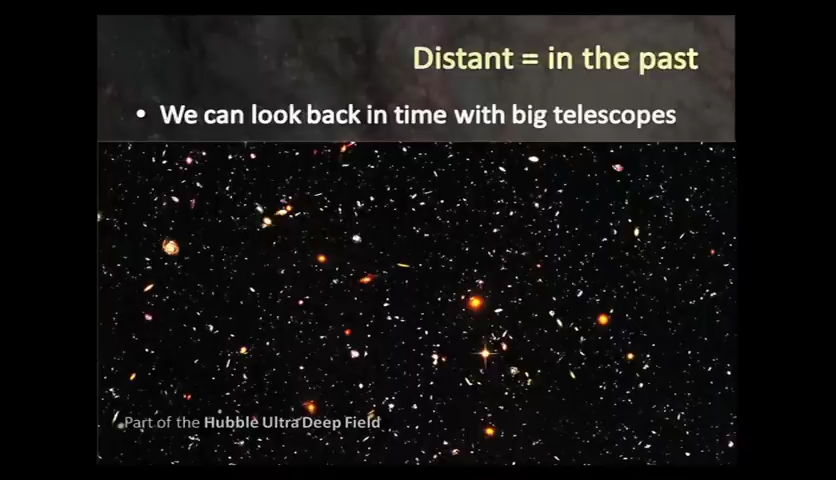 Distant = in the past
• We can look back in time with big telescopes
Part of the Hubble Ultra Deep Field